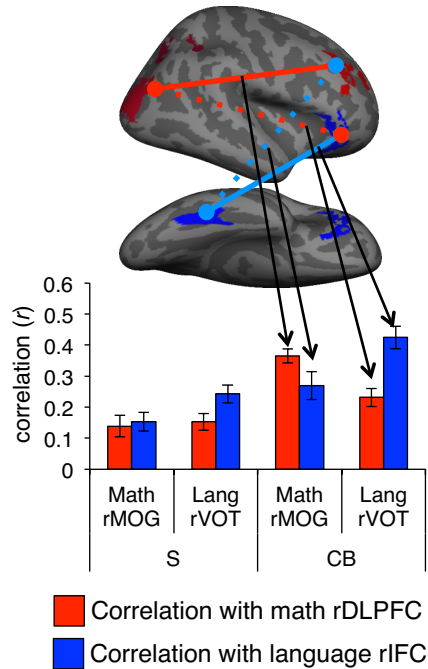 correlation (r)
0.6
0.5
0.4
0.3
0.2
0.1
0
Math Lang Math Lang
rMOG rVOT rMOG rVOT
S CB
Correlation with math rDLPFC
Correlation with language rIFC